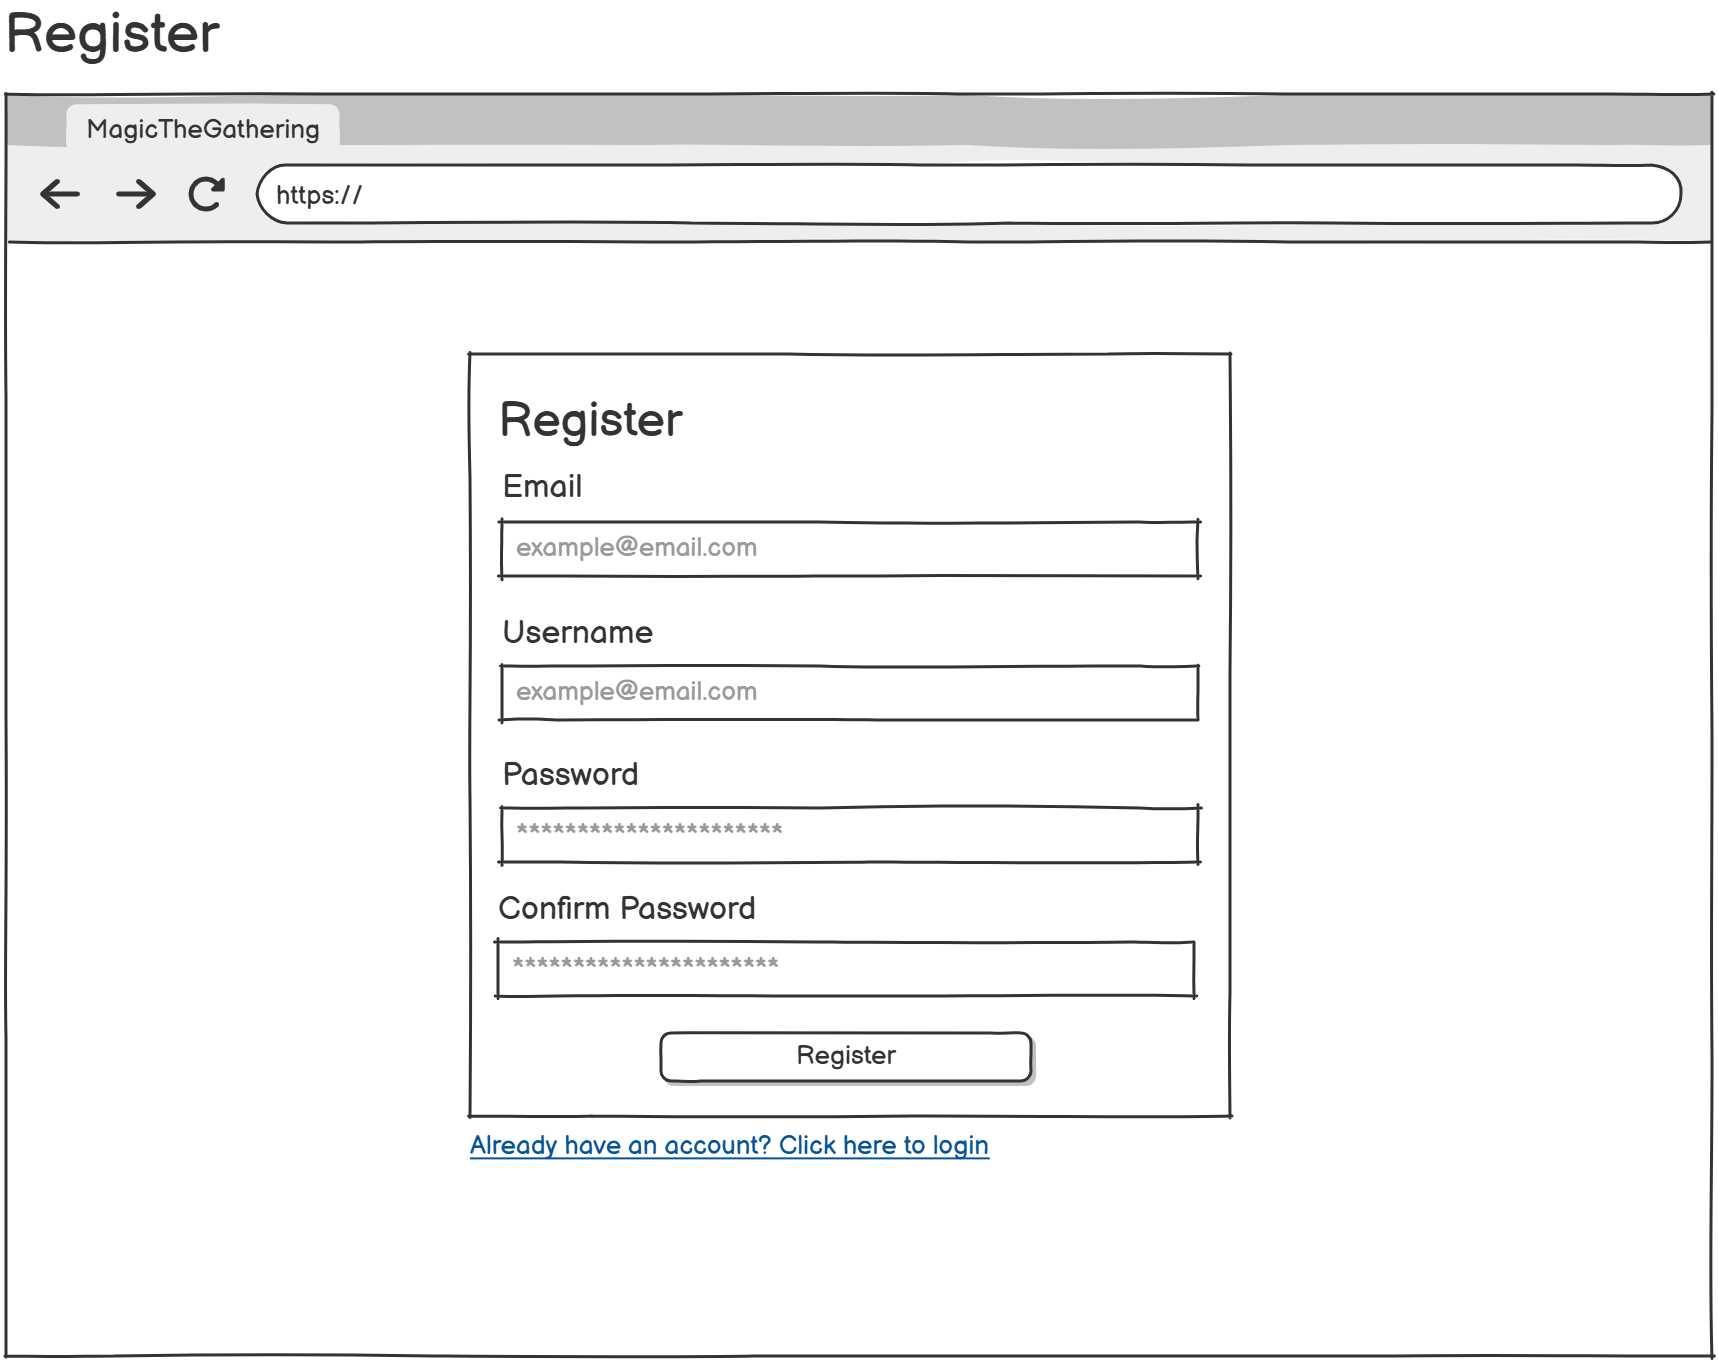 Register
MagicTheGathering
https://
Register
Email
example@email.com
Username
example@email.com
Password
**********************
Confirm Password
**********************
Register
Already have an account? Click here to login